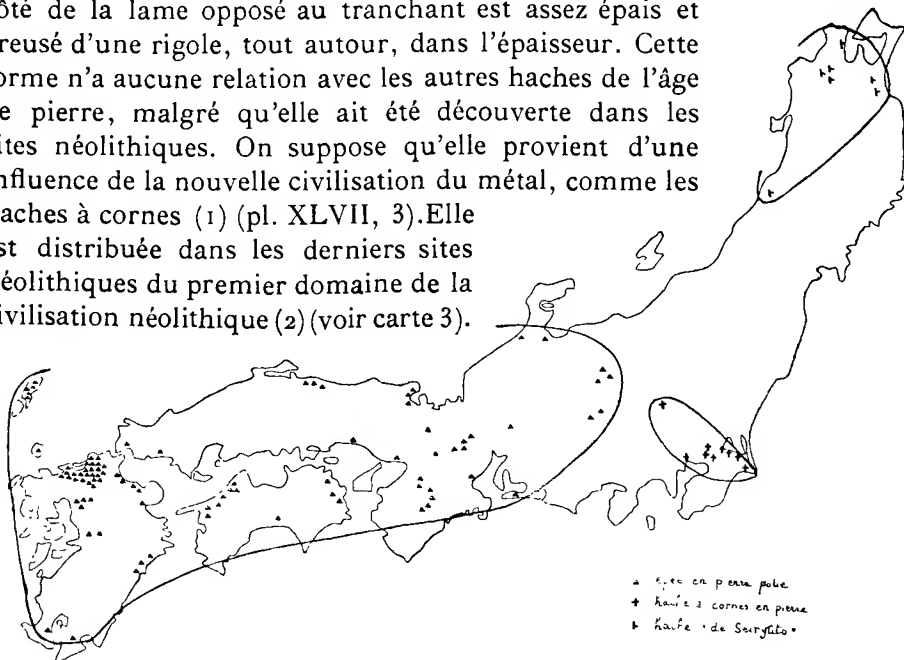 ôté de la lame opposé au tranchant est assez épais et
reusé d'une rigole, tout autour, dans l'épaisseur. Cette
orme n'a aucune relation avec les autres haches de l'âge
e pierre, malgré qu'elle ait été découverte dans les
ites néolithiques. On suppose qu'elle provient d'une
nfluence de la nouvelle civilisation du métal, comme les
aches à cornes (1) (pl. XLVII, 3).Elle
st distribuée dans les derniers sites
éolithiques du premier domaine de la
ivilisation néolithique (2) (voir carte 3).
en pierre polie
hache à cornes en pierre
hache • de